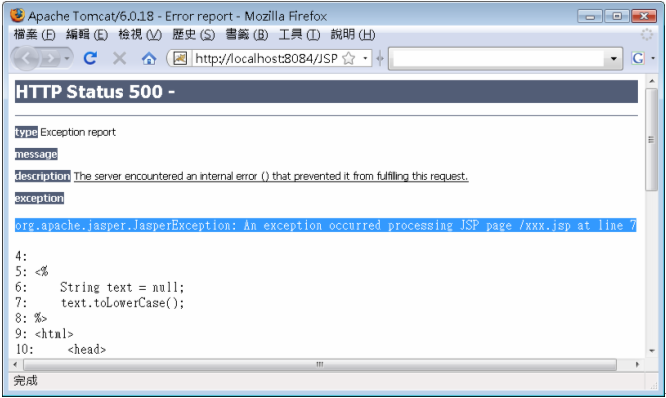 Apache Tomcat/6.0.18 - Error report - Mozilla Firefox
檔案(F) 編輯(E) 檢視(V) 歷史(S) 書籤(B) 工具(T) 說明(H)
http://localhost:8084/JSP
G
HTTP Status 500 -
type Exception report
message
description The server encountered an internal error () that prevented it from fulfilling this request.
exception
org.apache.jasper.JasperException: An exception occurred processing JSP page /xxx.jsp at line 7
4:
5: <%
6:     String text = null;
7:     text.toLowerCase();
8: %>
9: <html>
10:     <head>
完成